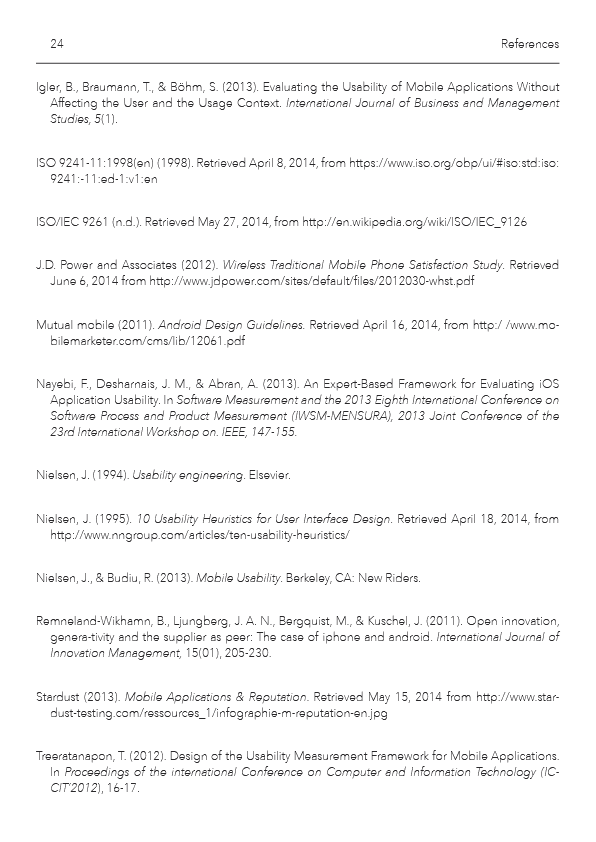 24 References
Igler, B., Braumann, T., & Böhm, S. (2013). Evaluating the Usability of Mobile Applications Without
Affecting the User and the Usage Context. International Journal of Business and Management
Studies, 5(1).
ISO 9241-11:1998(en) (1998). Retrieved April 8, 2014, from https://www.iso.org/obp/ui/#iso:std:iso:
9241:-11:ed-1:v1:en
ISO/IEC 9261 (n.d.). Retrieved May 27, 2014, from http://en.wikipedia.org/wiki/ISO/IEC_9126
J.D. Power and Associates (2012). Wireless Traditional Mobile Phone Satisfaction Study. Retrieved
June 6, 2014 from http://www.jdpower.com/sites/default/files/2012030-whst.pdf
Mutual mobile (2011). Android Design Guidelines. Retrieved April 16, 2014, from http:/ /www.mo-
bilemarketer.com/cms/lib/12061.pdf
Nayebi, F., Desharnais, J. M., & Abran, A. (2013). An Expert-Based Framework for Evaluating iOS
Application Usability. In Software Measurement and the 2013 Eighth International Conference on
Software Process and Product Measurement (IWSM-MENSURA), 2013 Joint Conference of the
23rd International Workshop on. IEEE, 147-155.
Nielsen, J. (1994). Usability engineering. Elsevier.
Nielsen, J. (1995). 10 Usability Heuristics for User Interface Design. Retrieved April 18, 2014, from
http://www.nngroup.com/articles/ten-usability-heuristics/
Nielsen, J., & Budiu, R. (2013). Mobile Usability. Berkeley, CA: New Riders.
Remneland-Wikhamn, B., Ljungberg, J. A. N., Bergquist, M., & Kuschel, J. (2011). Open innovation,
genera-tivity and the supplier as peer: The case of iphone and android. International Journal of
Innovation Management, 15(01), 205-230.
Stardust (2013). Mobile Applications & Reputation. Retrieved May 15, 2014 from http://www.star-
dust-testing.com/ressources_1/infographie-m-reputation-en.jpg
Treeratanapon, T. (2012). Design of the Usability Measurement Framework for Mobile Applications.
In Proceedings of the international Conference on Computer and Information Technology (IC-
CIT'2012), 16-17.